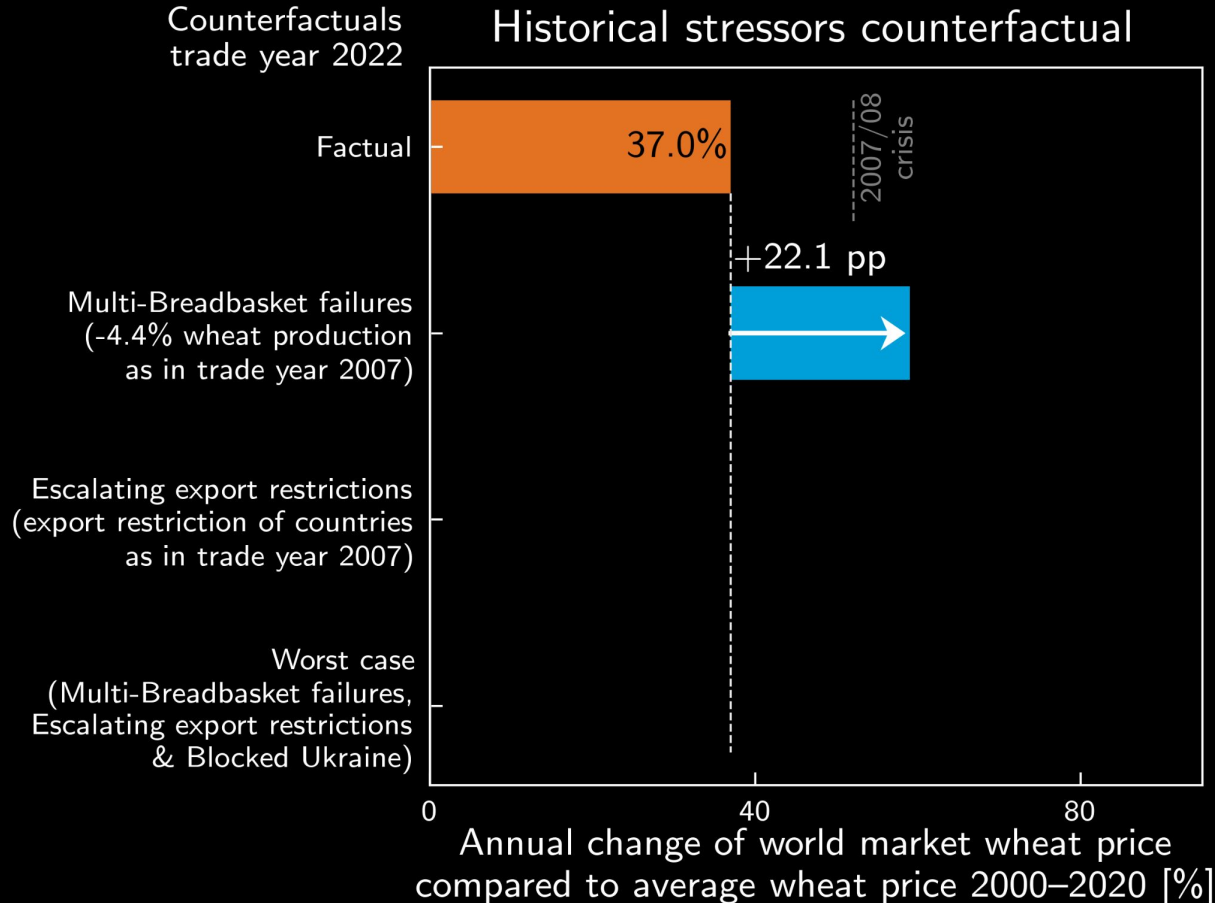 Counterfactuals
trade year 2022
Historical stressors counterfactual
Factual
37.0%
2007/08
crisis
+22.1 pp
Multi-Breadbasket failures
(-4.4% wheat production
as in trade year 2007)
Escalating export restrictions
(export restriction of countries
as in trade year 2007)
Worst case
(Multi-Breadbasket failures,
Escalating export restrictions
& Blocked Ukraine)
0
40
80
Annual change of world market wheat price
compared to average wheat price 2000–2020 [%]